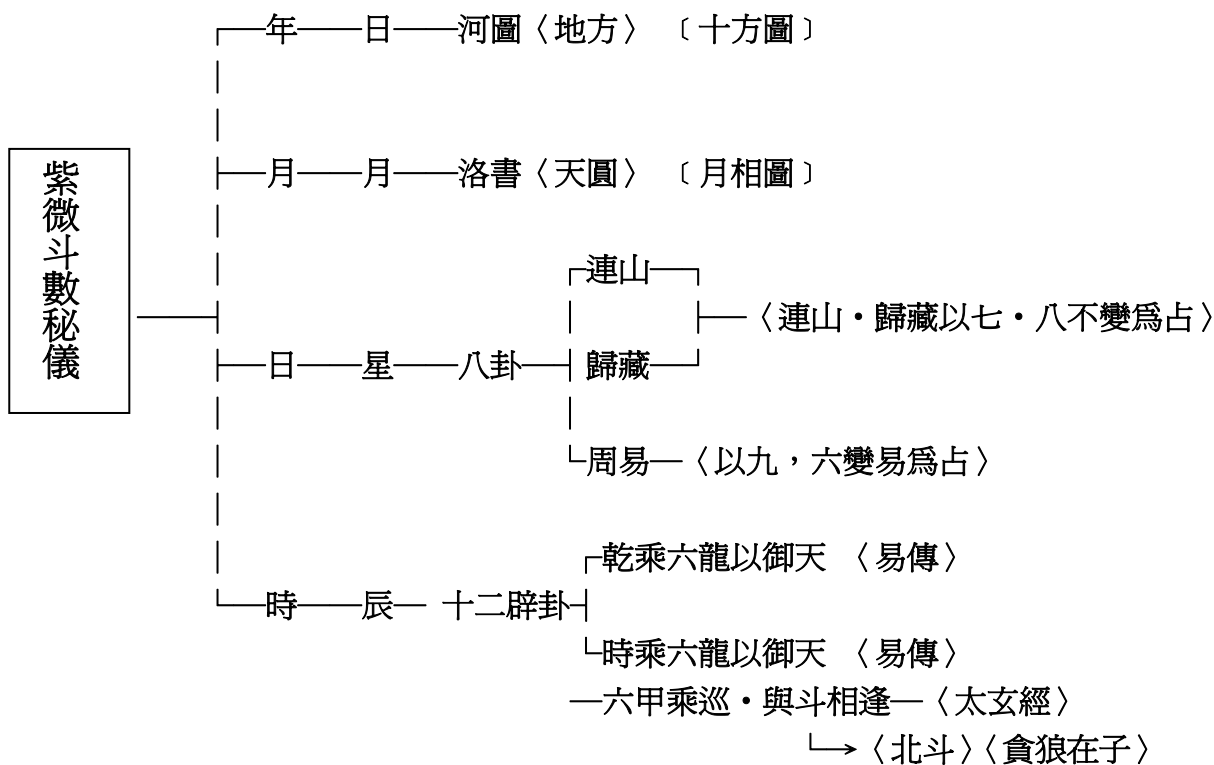 紫微斗數秘儀
年——日——河圖〈地方〉﹝十方圖﹞
月——月——洛書〈天圓〉﹝月相圖﹞
連山
〈連山・歸藏以七・八不變爲占〉
日——星——八卦——歸藏
周易—〈以九，六變易爲占〉
乾乘六龍以御天 〈易傳〉
時——辰— 十二辟卦
時乘六龍以御天 〈易傳〉
—六甲乘巡・與斗相逢—〈太玄經〉
→〈北斗〉〈貪狼在子〉